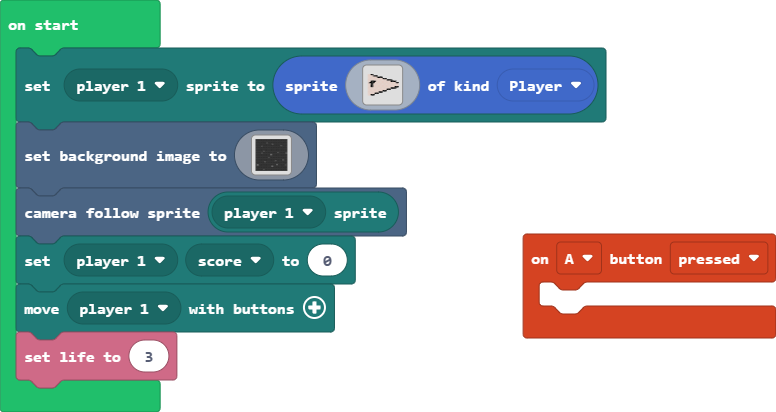 on start
set player 1 sprite to sprite of kind Player
set background image to
camera follow sprite player 1 sprite
set player 1 score to 0
on A button pressed
move player 1 with buttons
set life to 3